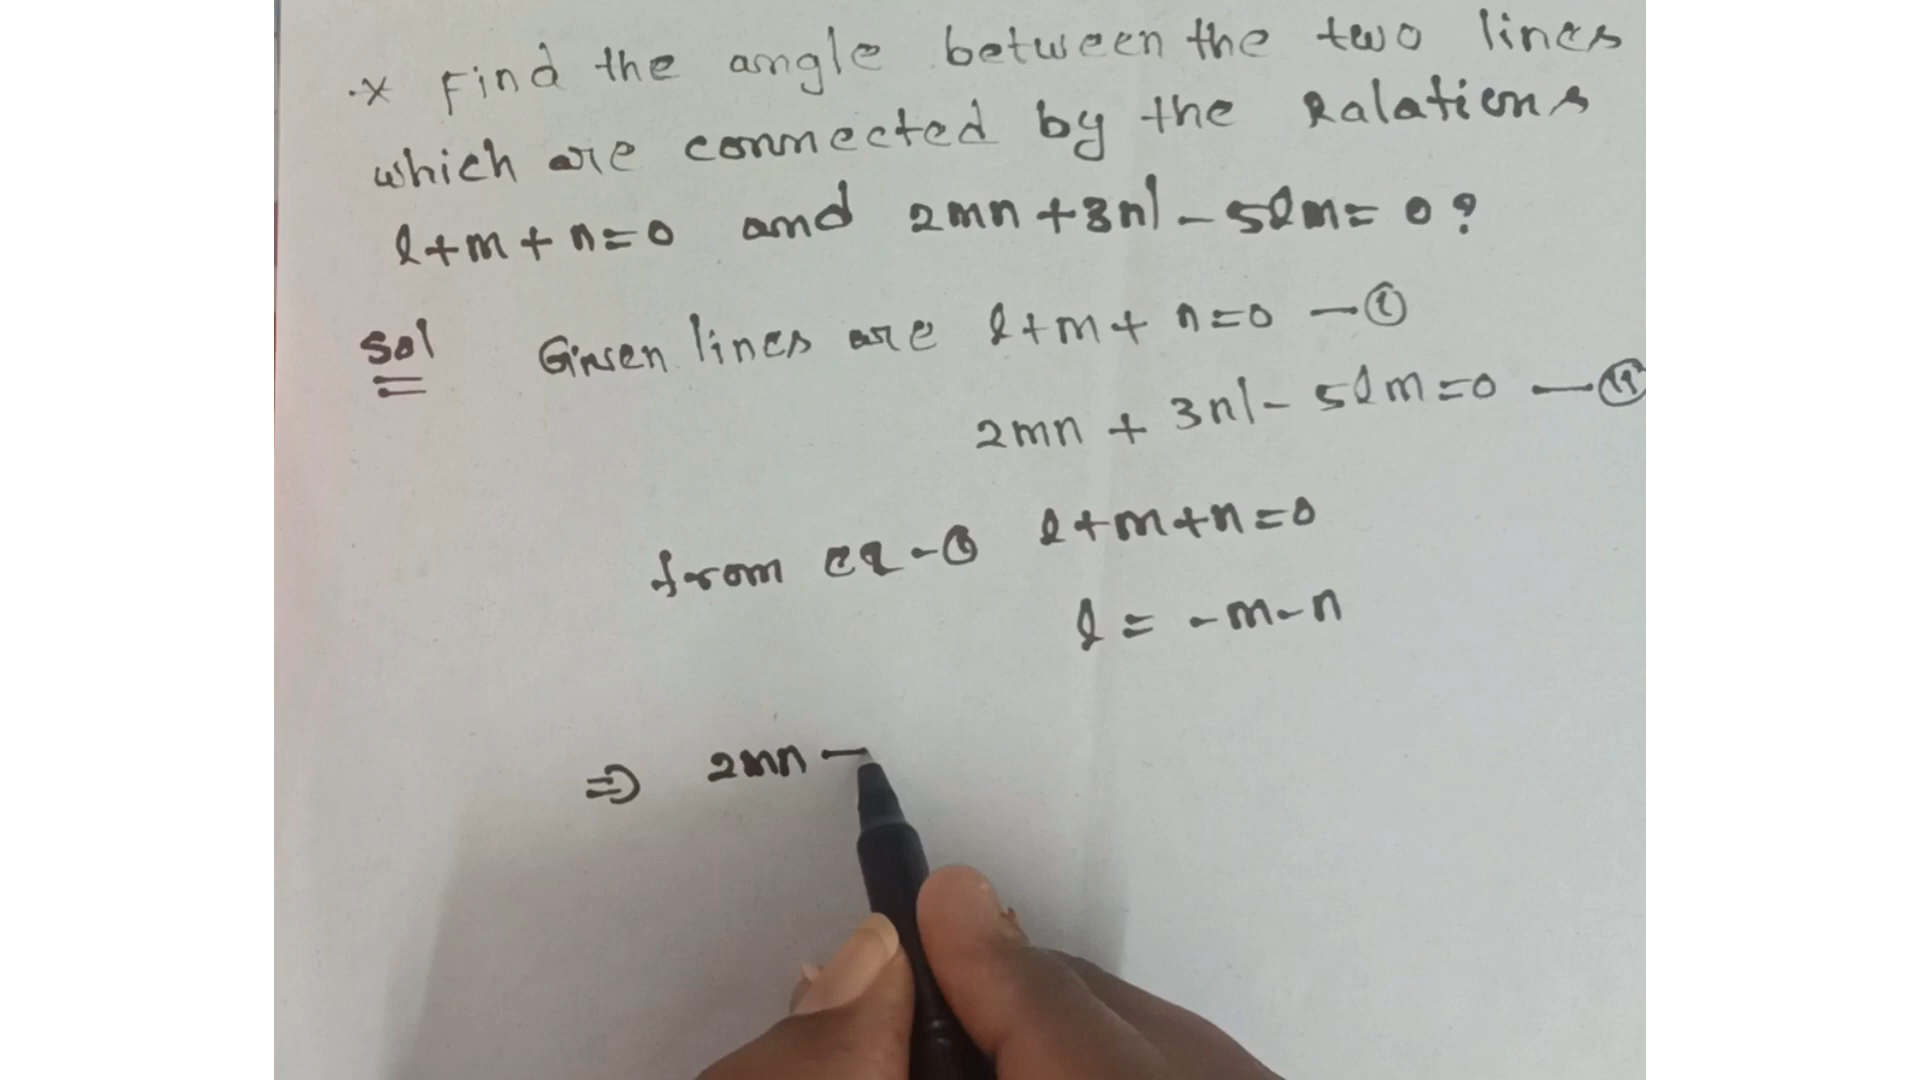 * Find the angle between the two lines
which are connected by the Ralations
l+m+n=0 and 2mn+3nl-5lm=0?
Sol Given lines are l+m+n=0 —①
2mn + 3nl- 5lm=0 —ⓘⓘ
from eq-① l+m+n=0
l = -m-n
⇒ 2mn —